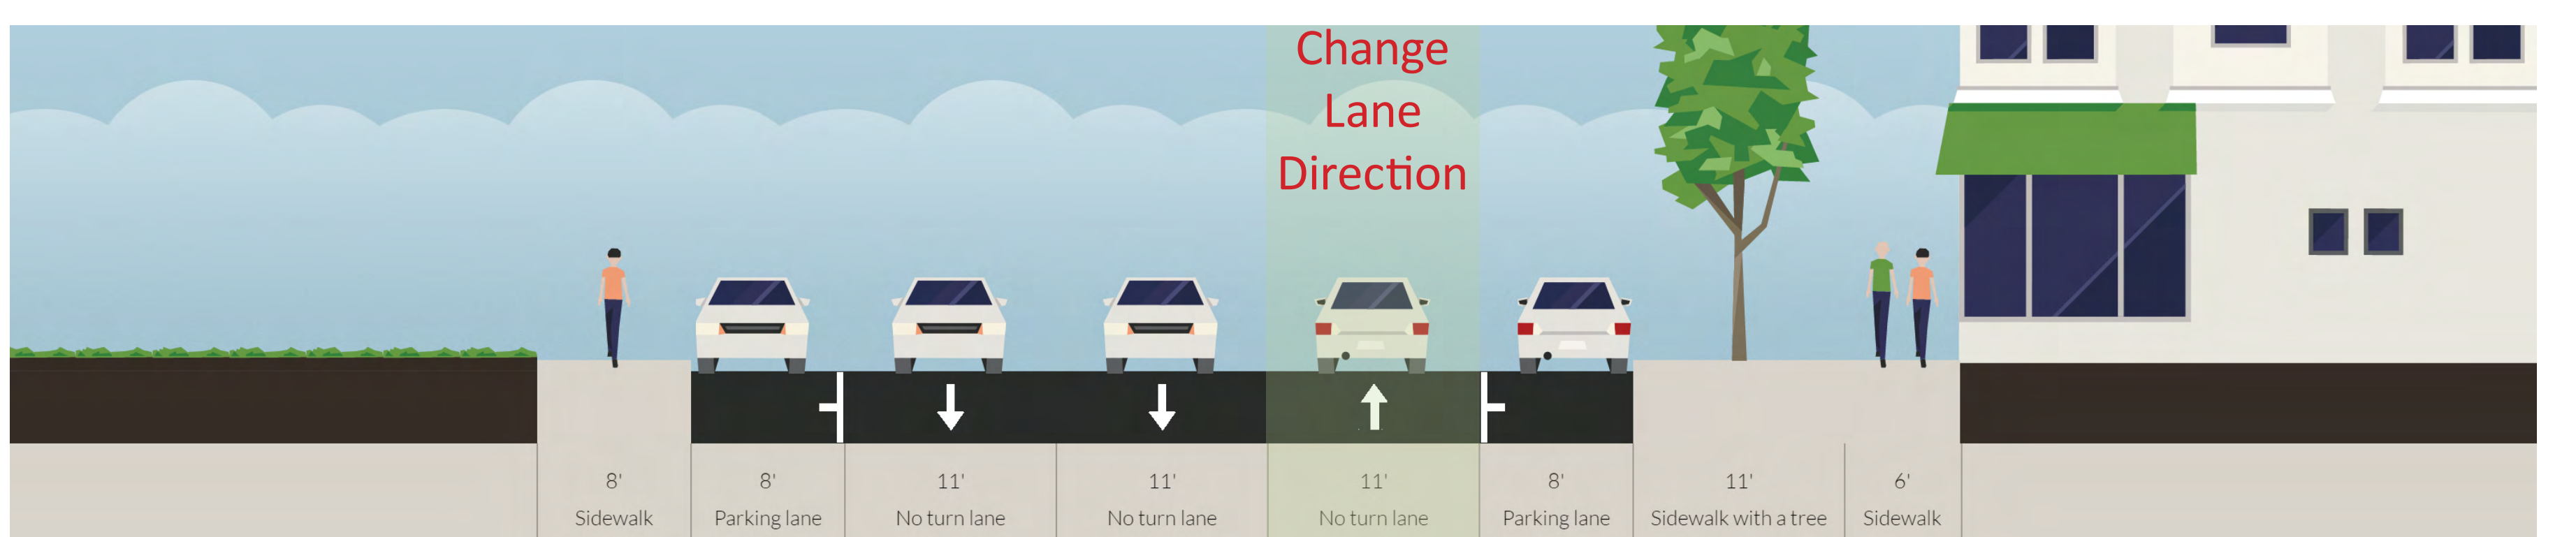 Change
Lane
Direction
8'
Sidewalk
8'
Parking lane
11'
No turn lane
11'
No turn lane
11'
No turn lane
8'
Parking lane
11'
Sidewalk with a tree
6'
Sidewalk